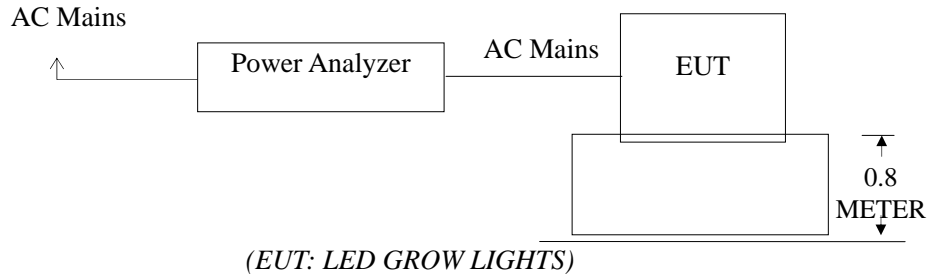 AC Mains
Power Analyzer
AC Mains
EUT
0.8
METER
(EUT: LED GROW LIGHTS)